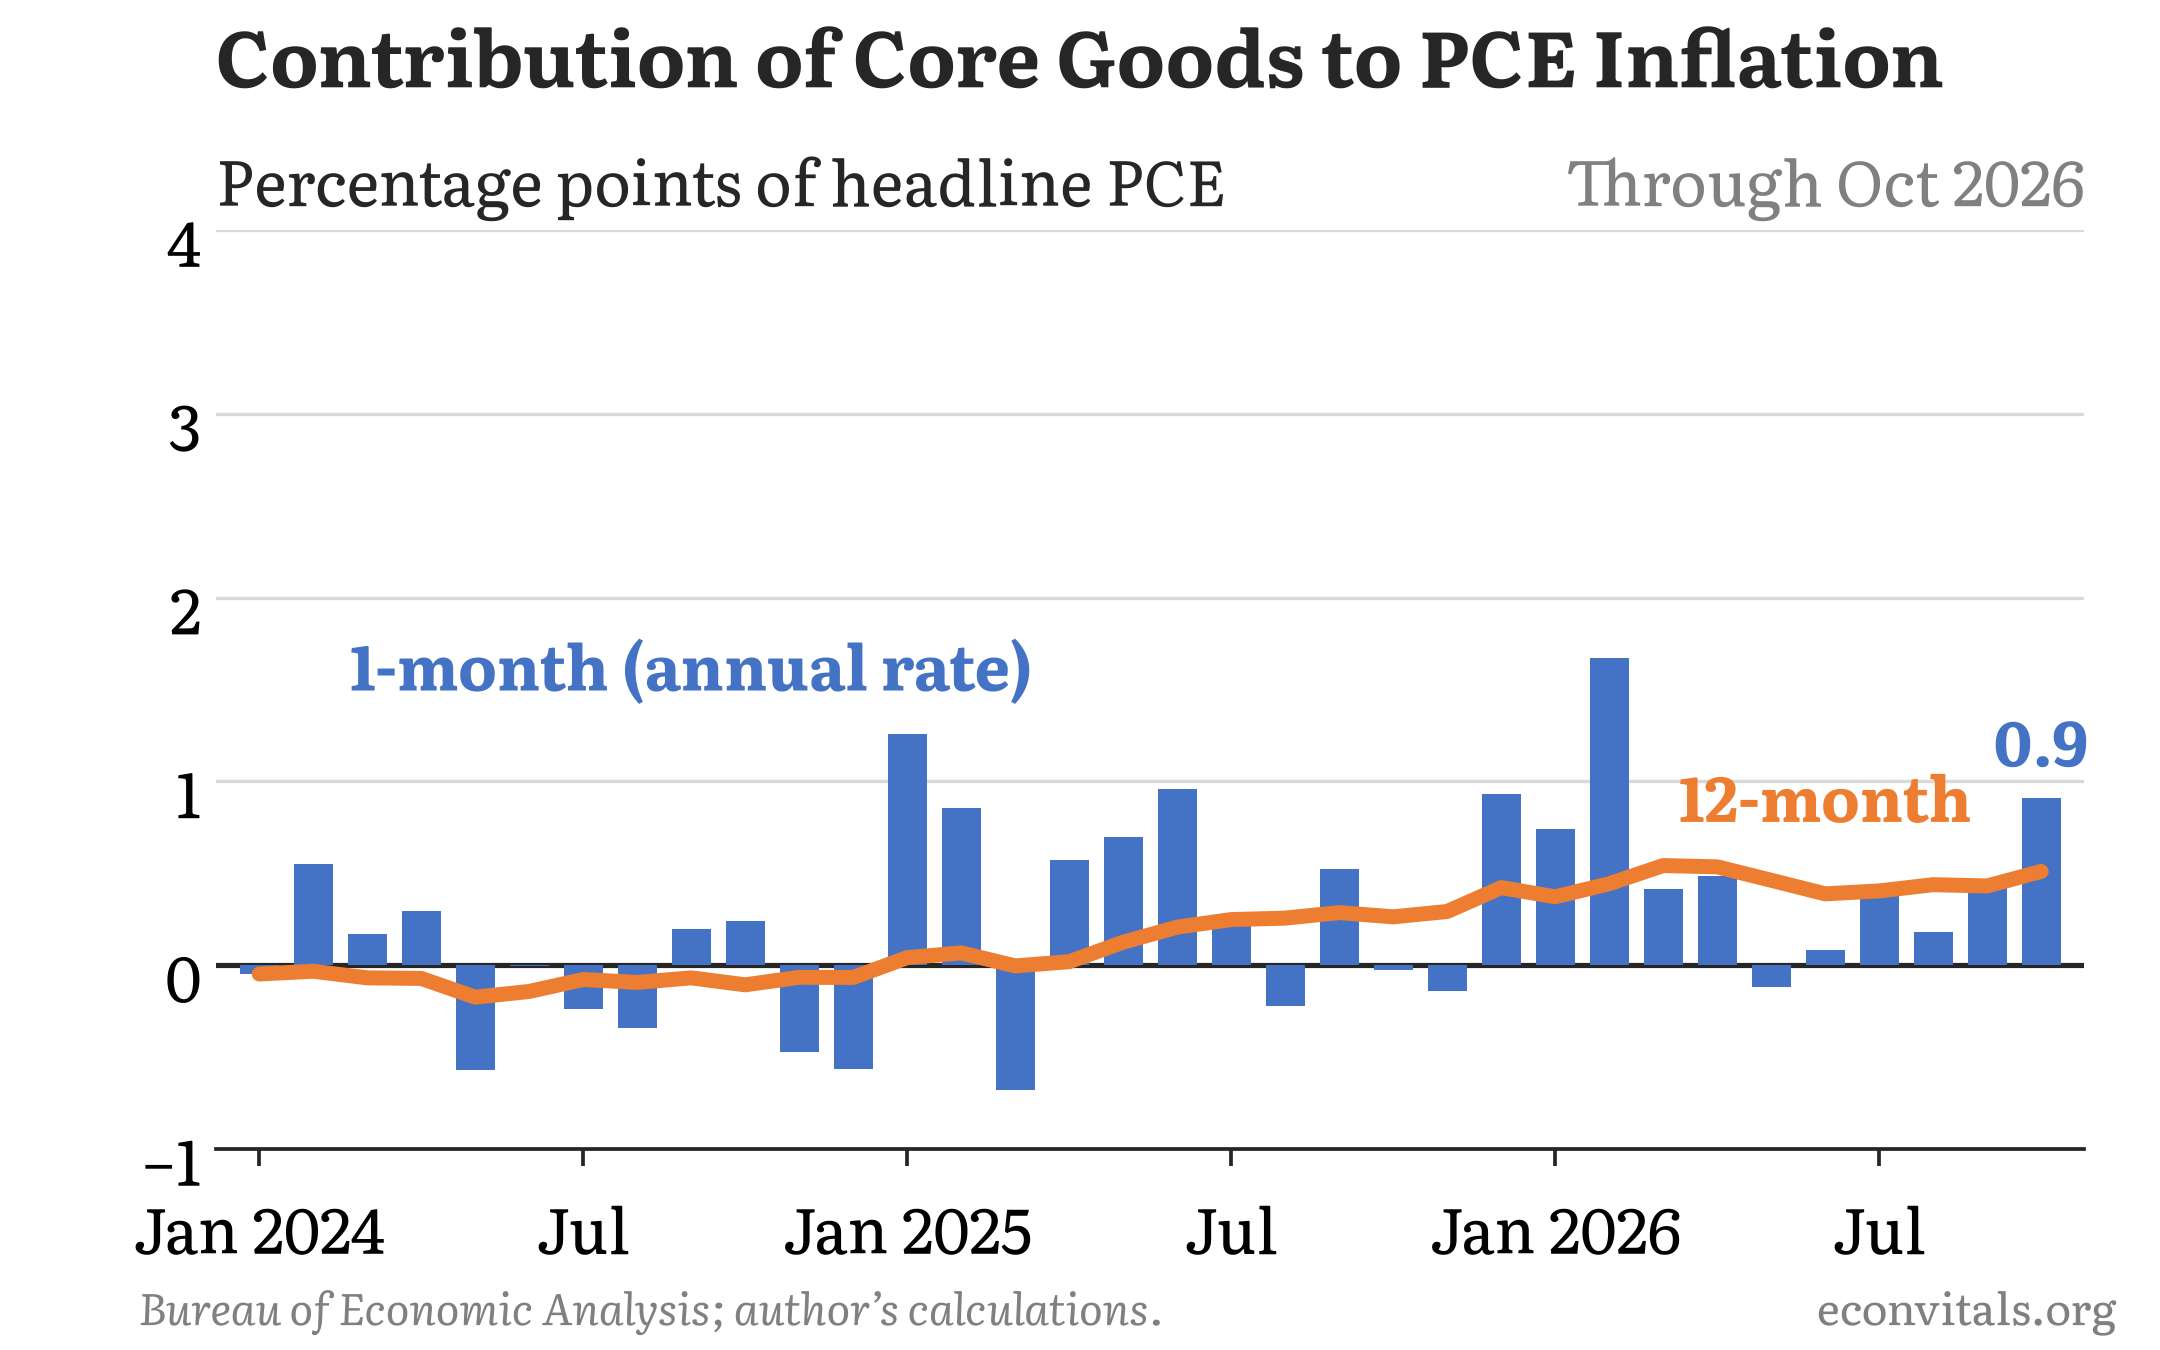 Contribution of Core Goods to PCE Inflation
Percentage points of headline PCE
Through Oct 2026
4
3
2
1-month (annual rate)
0.9
1
12-month
0
−1
Jan 2024 Jul Jan 2025 Jul Jan 2026 Jul
Bureau of Economic Analysis; author’s calculations.
econvitals.org